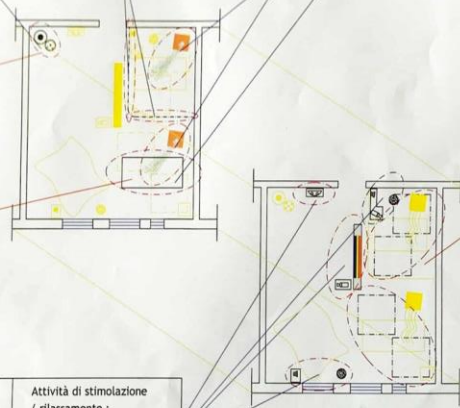 Attività di stimolazione
/ rilassamento :